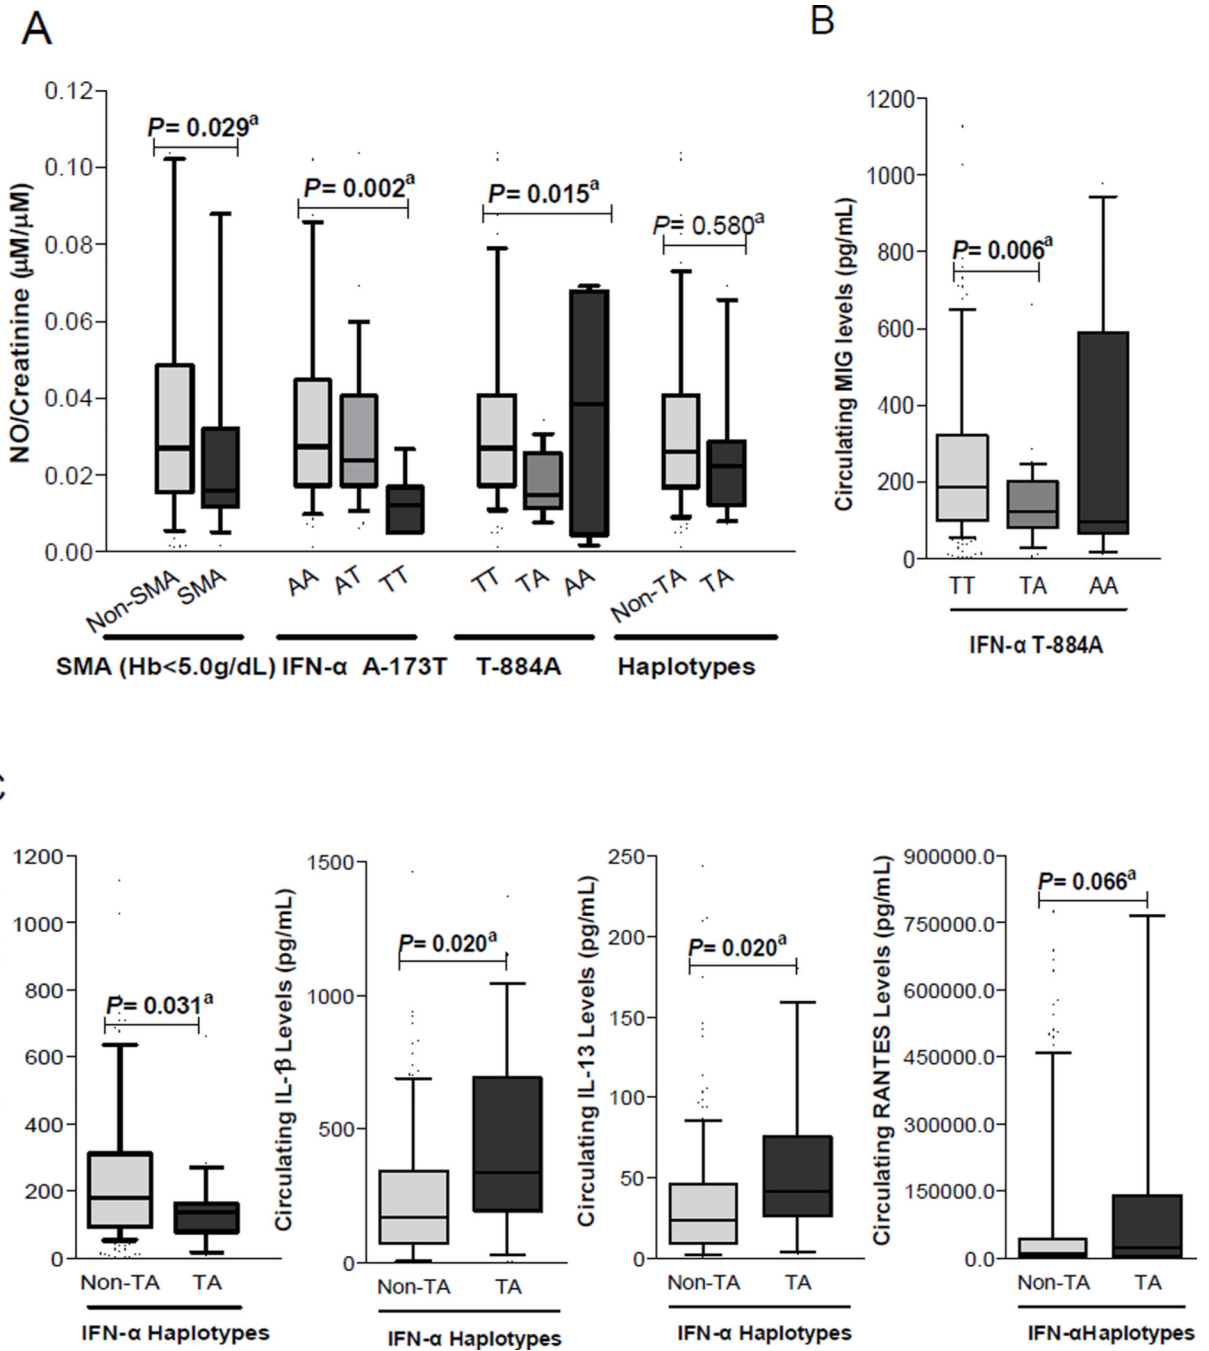 A
B
0.12
0.10
0.08
0.06
0.04
0.02
0.00
NO/Creatinine (µM/µM)
P= 0.029a
P= 0.002a
P= 0.015a
P= 0.580a
Non-SMA
SMA
AA
AT
TT
TT
TA
AA
Non-TA
TA
SMA (Hb<5.0g/dL)
IFN-α A-173T
T-884A
Haplotypes
1200
1000
800
600
400
200
0
Circulating MIG levels (pg/mL)
P= 0.006a
TT
TA
AA
IFN-α T-884A
1200
1000
800
600
400
200
0
P= 0.031a
Non-TA
TA
IFN-α Haplotypes
1500
1000
500
0
Circulating IL-1β Levels (pg/mL)
P= 0.020a
Non-TA
TA
IFN-α Haplotypes
250
200
150
100
50
0
Circulating IL-13 Levels (pg/mL)
P= 0.020a
Non-TA
TA
IFN-α Haplotypes
900000.0
750000.0
600000.0
450000.0
300000.0
150000.0
0.0
Circulating RANTES Levels (pg/mL)
P= 0.066a
Non-TA
TA
IFN-αHaplotypes